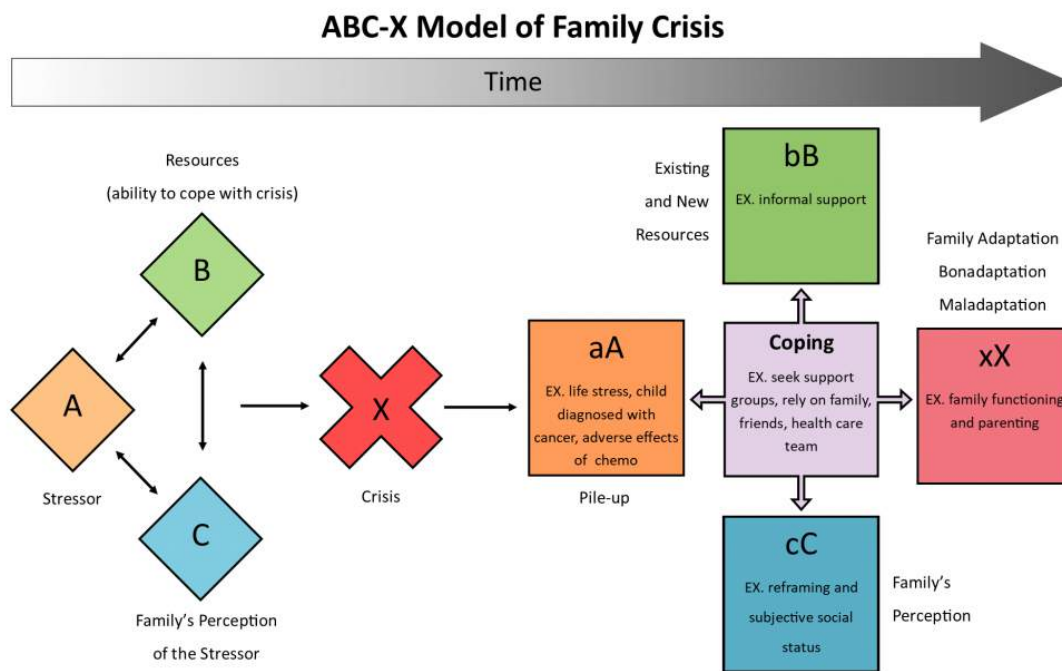 ABC-X Model of Family Crisis
Time
Resources
(ability to cope with crisis)
B
A
Stressor
C
Family's Perception
of the Stressor
X
Crisis
aA
EX. life stress, child
diagnosed with
cancer, adverse effects
of chemo
Pile-up
Existing
and New
Resources
bB
EX. informal support
Coping
EX. seek support
groups, rely on family,
friends, health care
team
cC
EX. reframing and
subjective social
status
Family's
Perception
Family Adaptation
Bonadaptation
Maladaptation
xX
EX. family functioning
and parenting